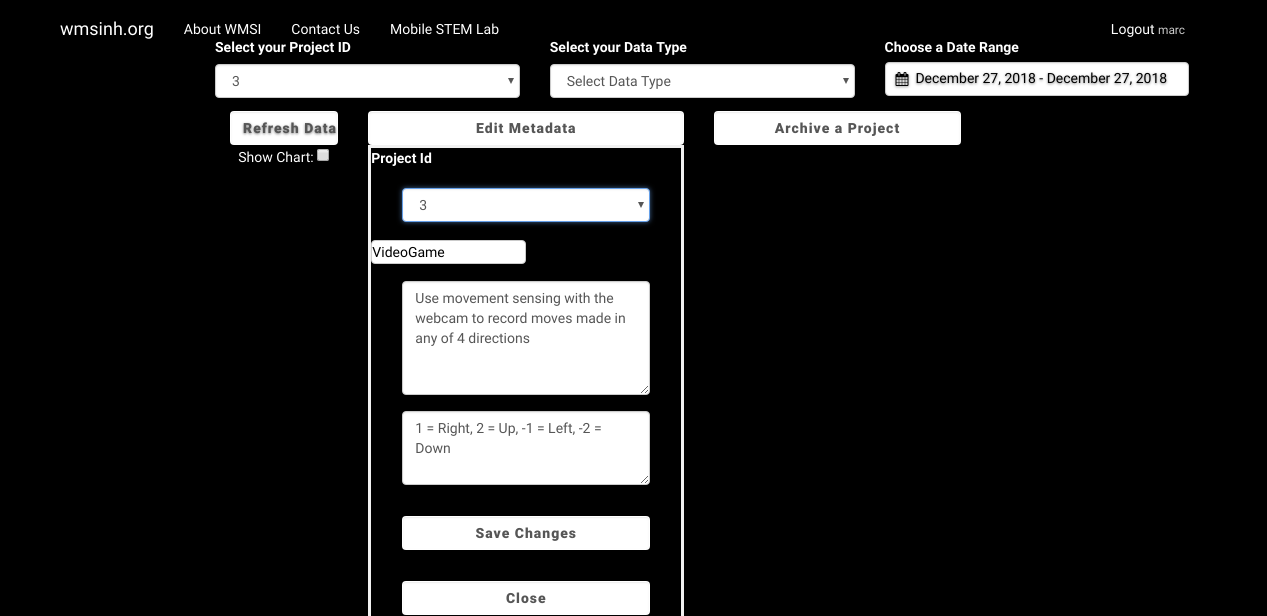 wmsinh.org About WMSI Contact Us Mobile STEM Lab Logout marc
Select your Project ID Select your Data Type Choose a Date Range
3 Select Data Type December 27, 2018 - December 27, 2018
Refresh Data Edit Metadata Archive a Project
Show Chart: Project Id
3
VideoGame
Use movement sensing with the
webcam to record moves made in
any of 4 directions
1 = Right, 2 = Up, -1 = Left, -2 =
Down
Save Changes
Close